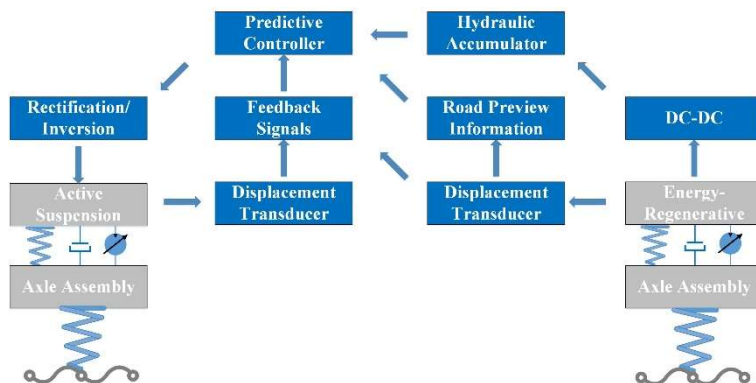 Predictive
Controller
Hydraulic
Accumulator
Rectification/
Inversion
Feedback
Signals
Road Preview
Information
DC-DC
Active
Suspension
Displacement
Transducer
Displacement
Transducer
Energy-
Regenerative
Axle Assembly
Axle Assembly